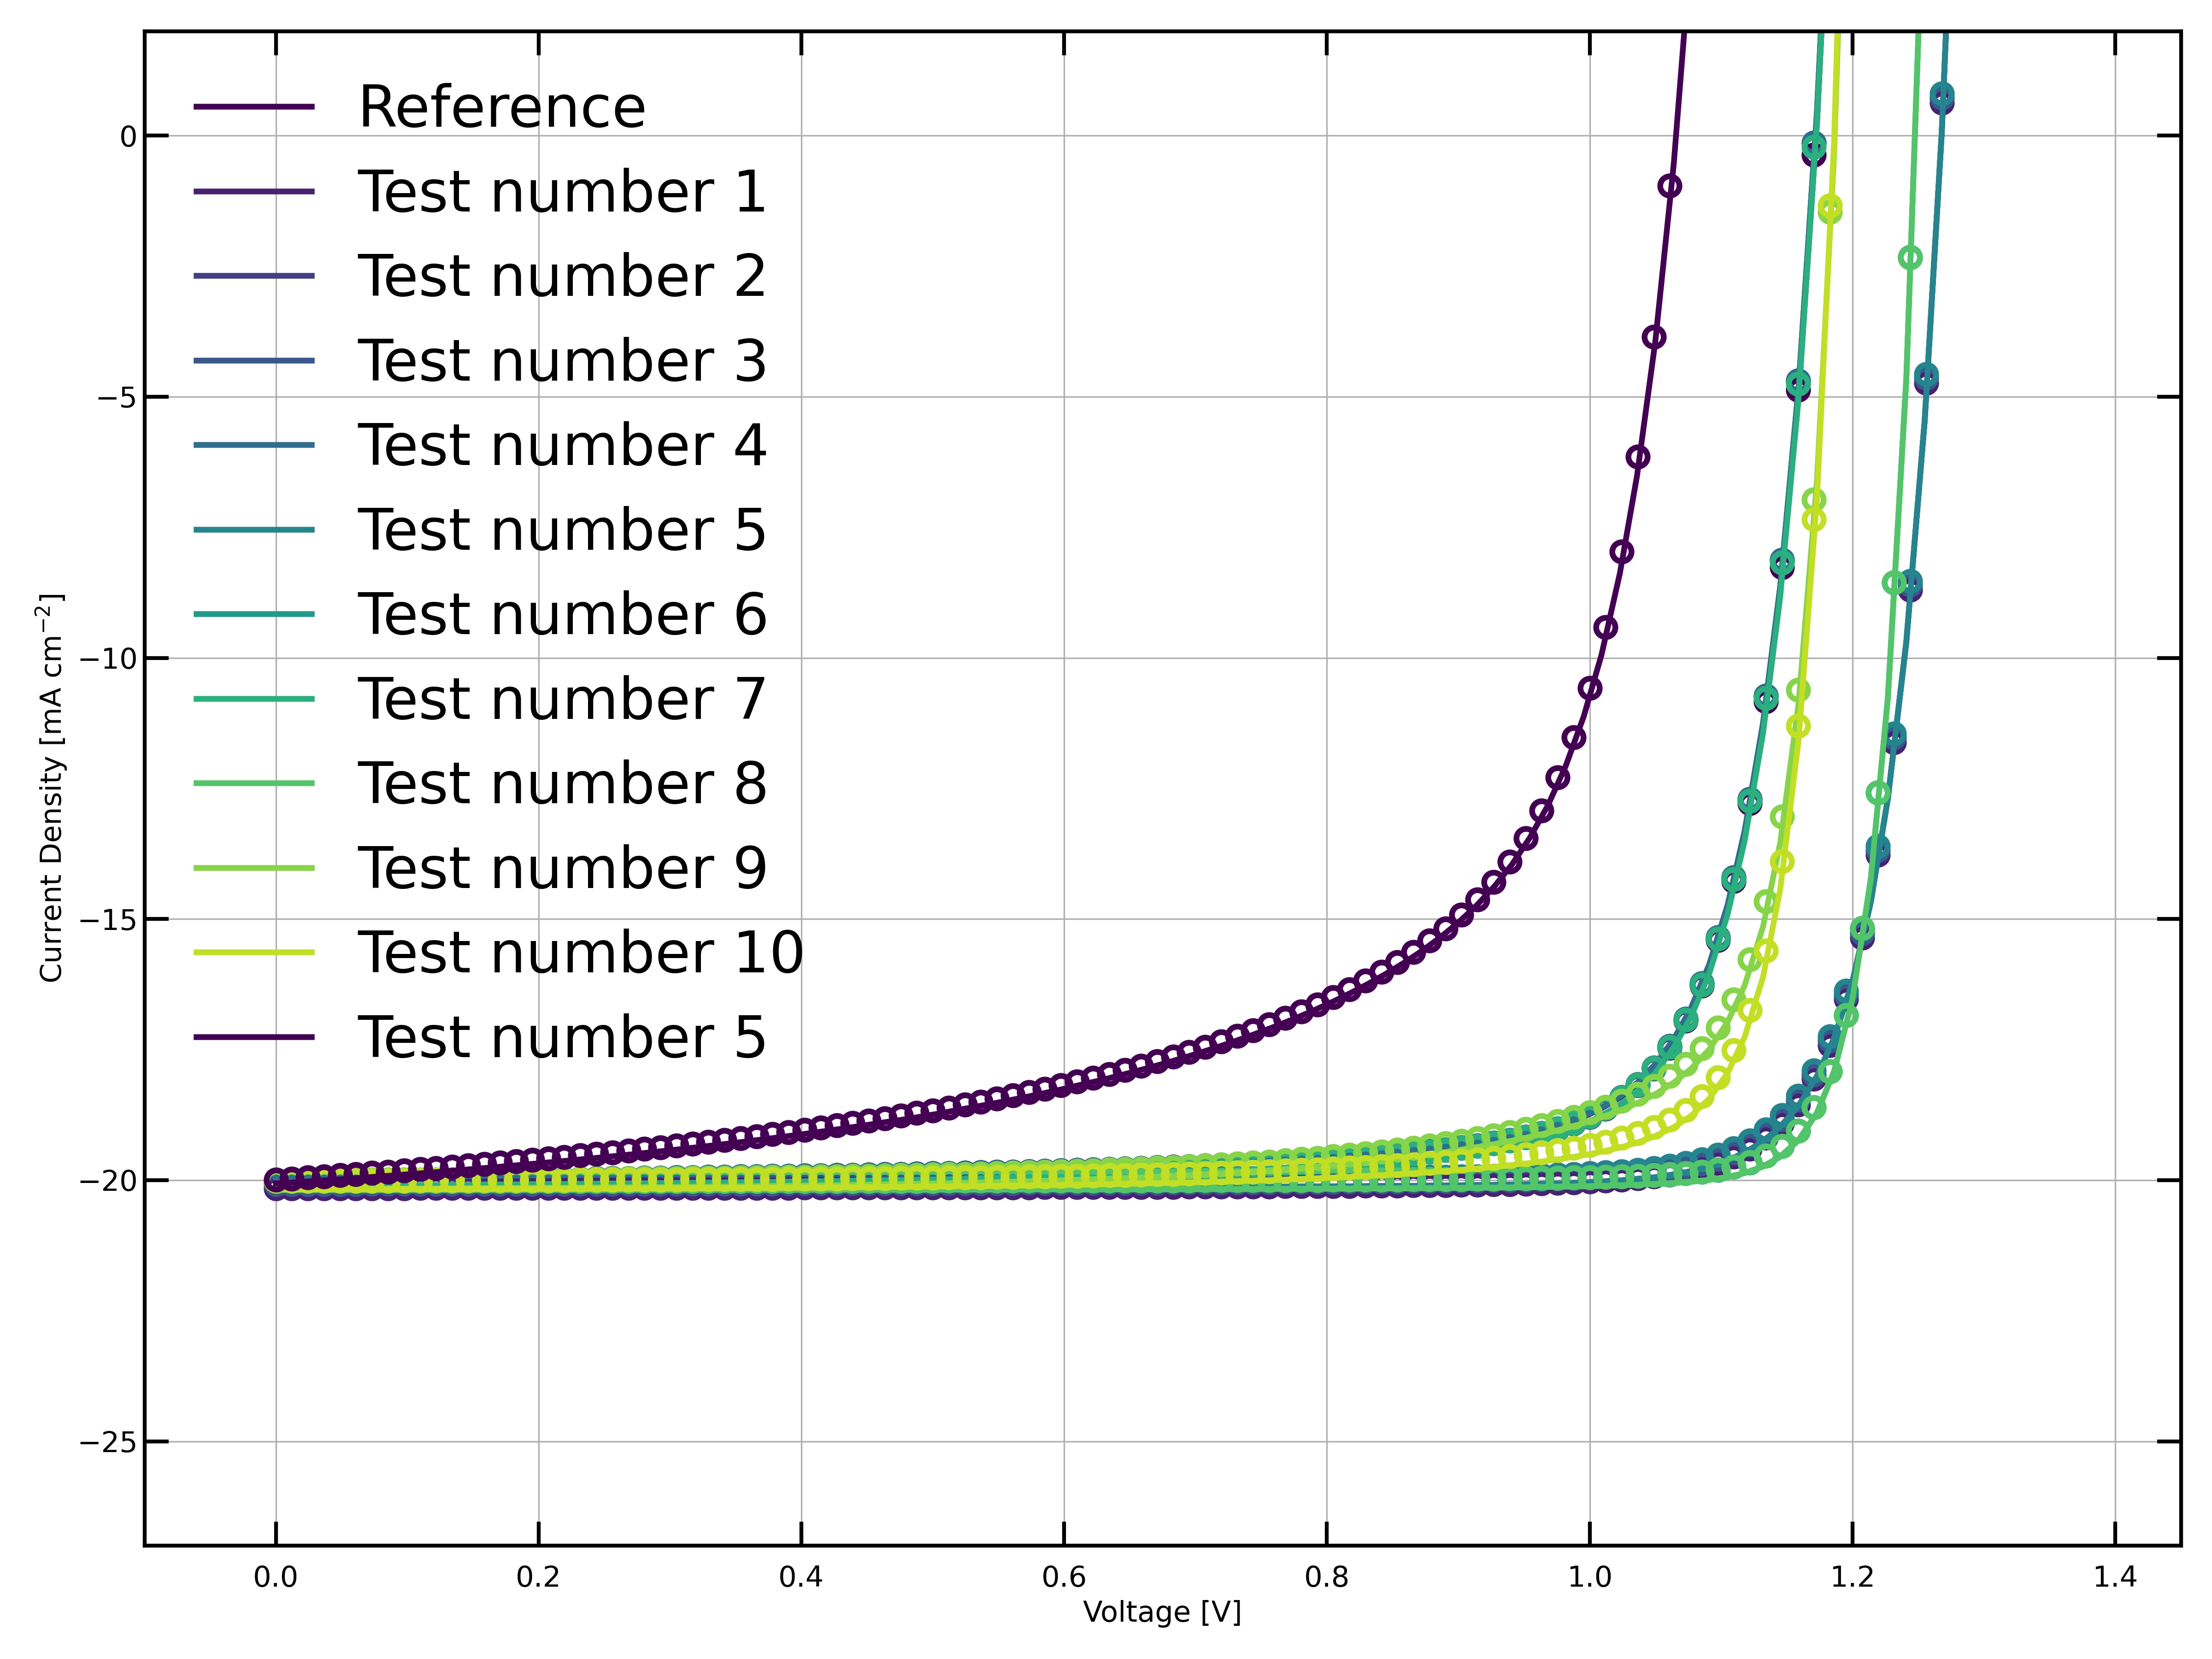 Reference
Test number 1
Test number 2
Test number 3
Test number 4
Test number 5
Test number 6
Test number 7
Test number 8
Test number 9
Test number 10
Test number 5
0
−5
−10
−15
−20
−25
Current Density [mA cm⁻²]
0.0 0.2 0.4 0.6 0.8 1.0 1.2 1.4
Voltage [V]